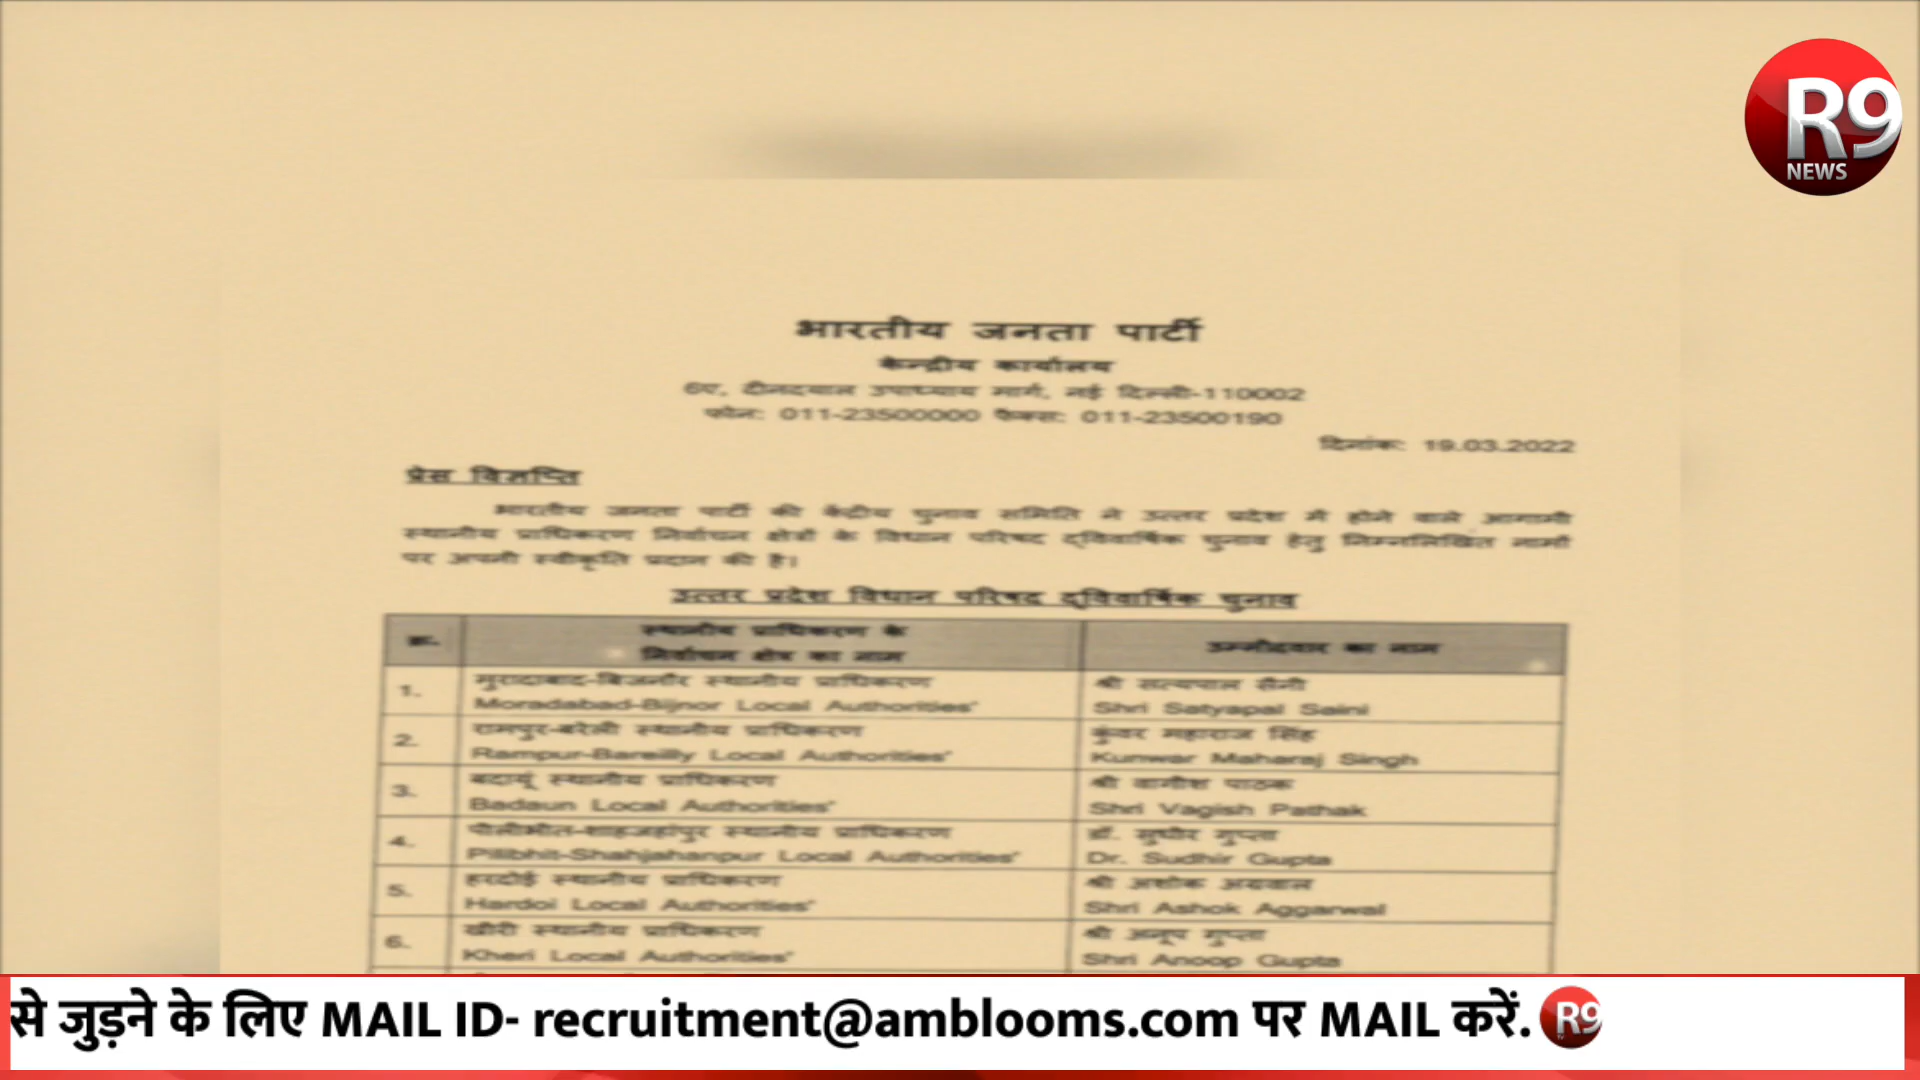 R9
NEWS
भारतीय जनता पार्टी
केन्द्रीय कार्यालय
6ए, दीनदयाल उपाध्याय मार्ग, नई दिल्ली-110002
फोन: 011-23500000 फैक्स: 011-23500190
दिनांक: 19.03.2022
प्रेस विज्ञप्ति
भारतीय जनता पार्टी की केंद्रीय चुनाव समिति ने उत्तर प्रदेश में होने वाले आगामी
स्थानीय प्राधिकरण निर्वाचन क्षेत्रों के विधान परिषद द्विवार्षिक चुनाव हेतु निम्नलिखित नामों
पर अपनी स्वीकृति प्रदान की है।
उत्तर प्रदेश विधान परिषद द्विवार्षिक चुनाव
क्र. स्थानीय प्राधिकरण के उम्मीदवार का नाम
निर्वाचन क्षेत्र का नाम
1. मुरादाबाद-बिजनौर स्थानीय प्राधिकरण श्री सत्यपाल सैनी
Moradabad-Bijnor Local Authorities' Shri Satyapal Saini
2. रामपुर-बरेली स्थानीय प्राधिकरण कुंवर महाराज सिंह
Rampur-Bareilly Local Authorities' Kunwar Maharaj Singh
3. बदायूं स्थानीय प्राधिकरण श्री वागीश पाठक
Badaun Local Authorities' Shri Vagish Pathak
4. पीलीभीत-शाहजहांपुर स्थानीय प्राधिकरण डॉ. सुधीर गुप्ता
Pilibhit-Shahjahanpur Local Authorities' Dr. Sudhir Gupta
5. हरदोई स्थानीय प्राधिकरण श्री अशोक अग्रवाल
Hardoi Local Authorities' Shri Ashok Aggarwal
6. खीरी स्थानीय प्राधिकरण श्री अनूप गुप्ता
Kheri Local Authorities' Shri Anoop Gupta
से जुड़ने के लिए MAIL ID- recruitment@amblooms.com पर MAIL करें. R9